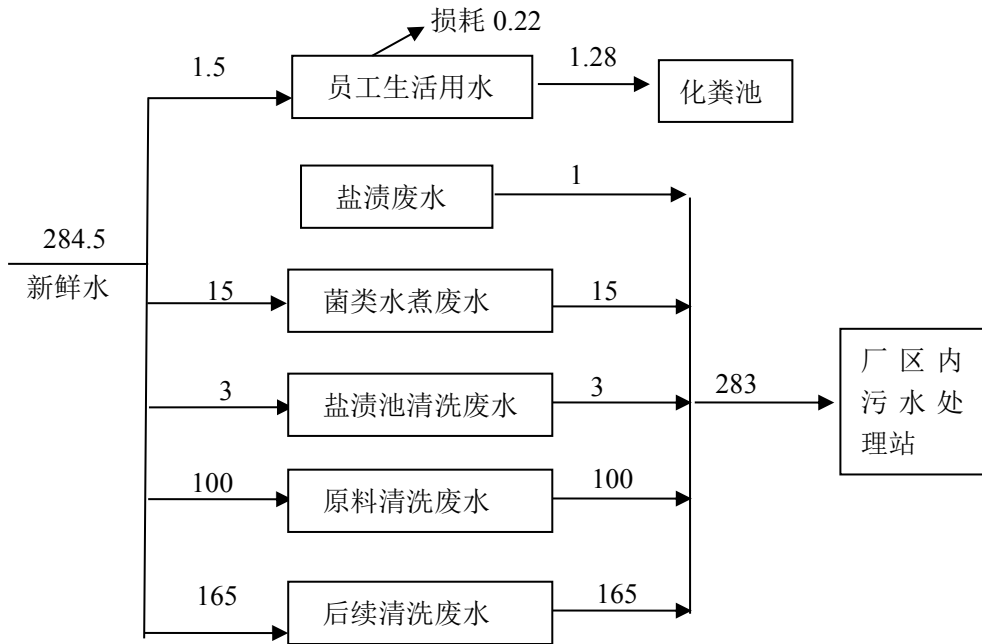 损耗 0.22
1.5
员工生活用水
1.28
化粪池
盐渍废水
1
284.5
新鲜水
15
菌类水煮废水
15
3
盐渍池清洗废水
3
283
厂区内
污水处
理站
100
原料清洗废水
100
165
后续清洗废水
165